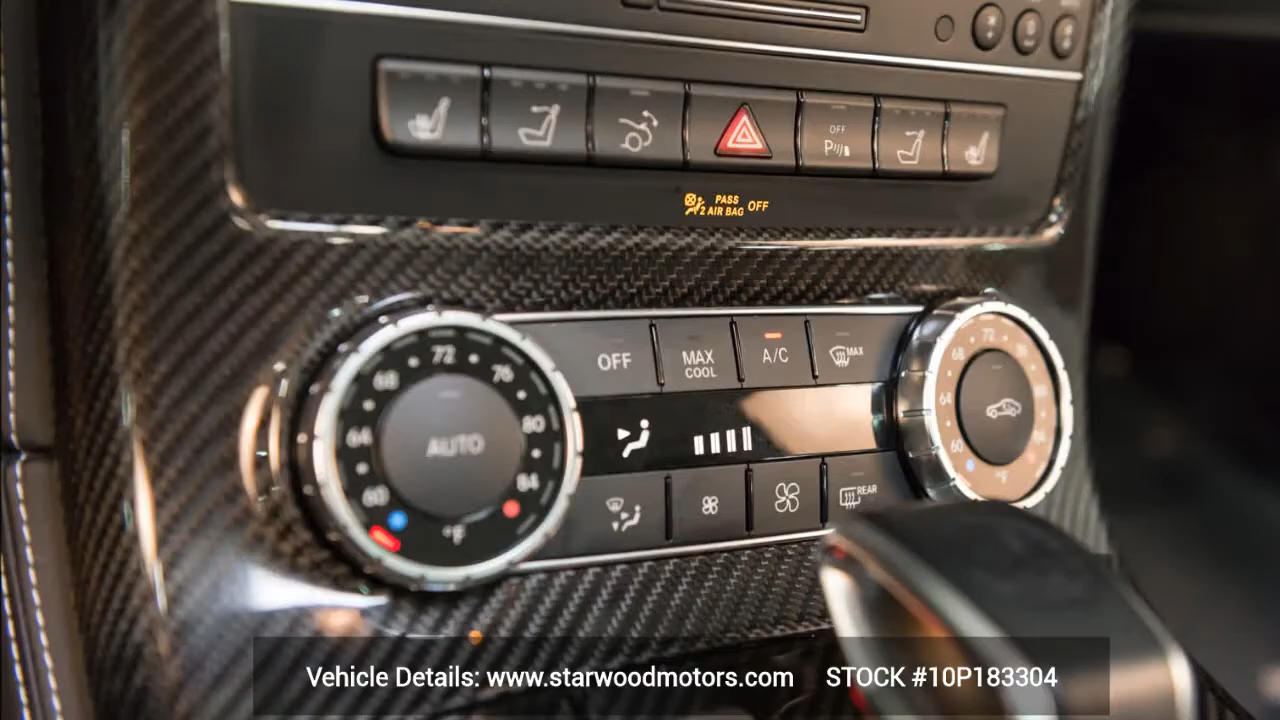 OFF
P
PASS
2 AIR BAG OFF
OFF
MAX
COOL
A/C
MAX
60 64 68 72 76 80 84
AUTO
°F
60 64 68 72
°F
REAR
Vehicle Details: www.starwoodmotors.com STOCK #10P183304